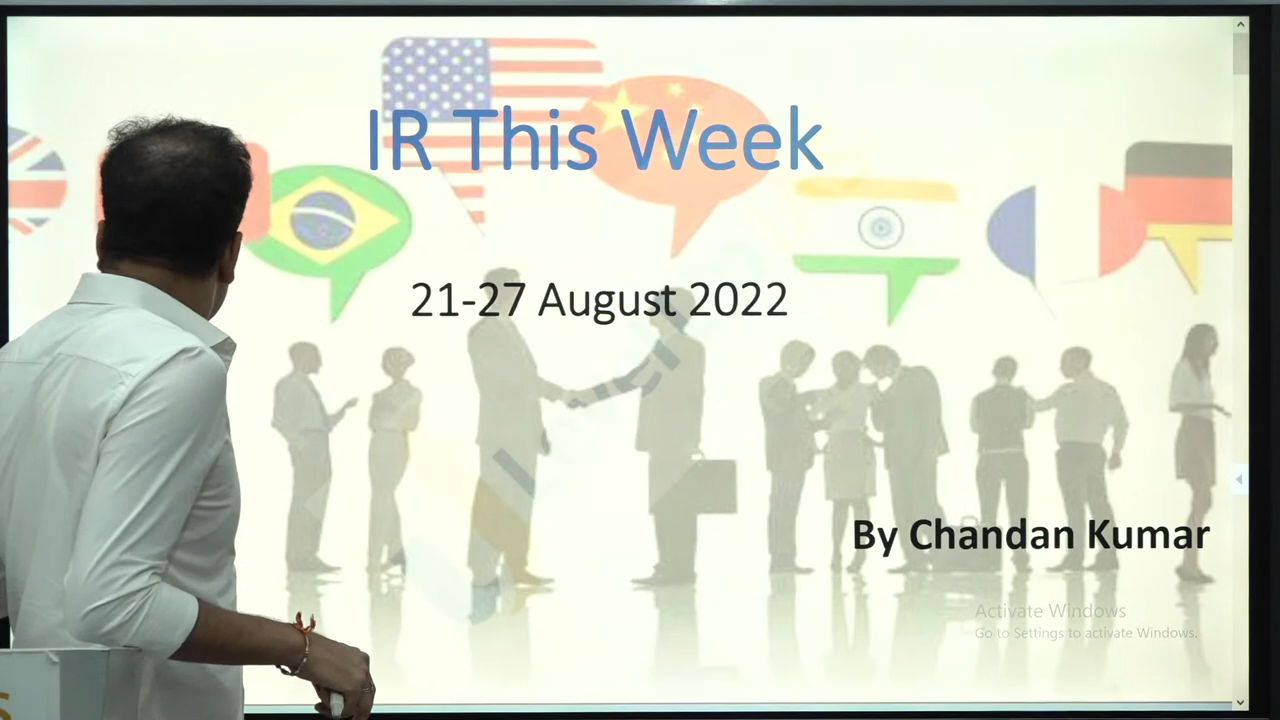 IR This Week
21-27 August 2022
By Chandan Kumar
Activate Windows
Go to Settings to activate Windows.